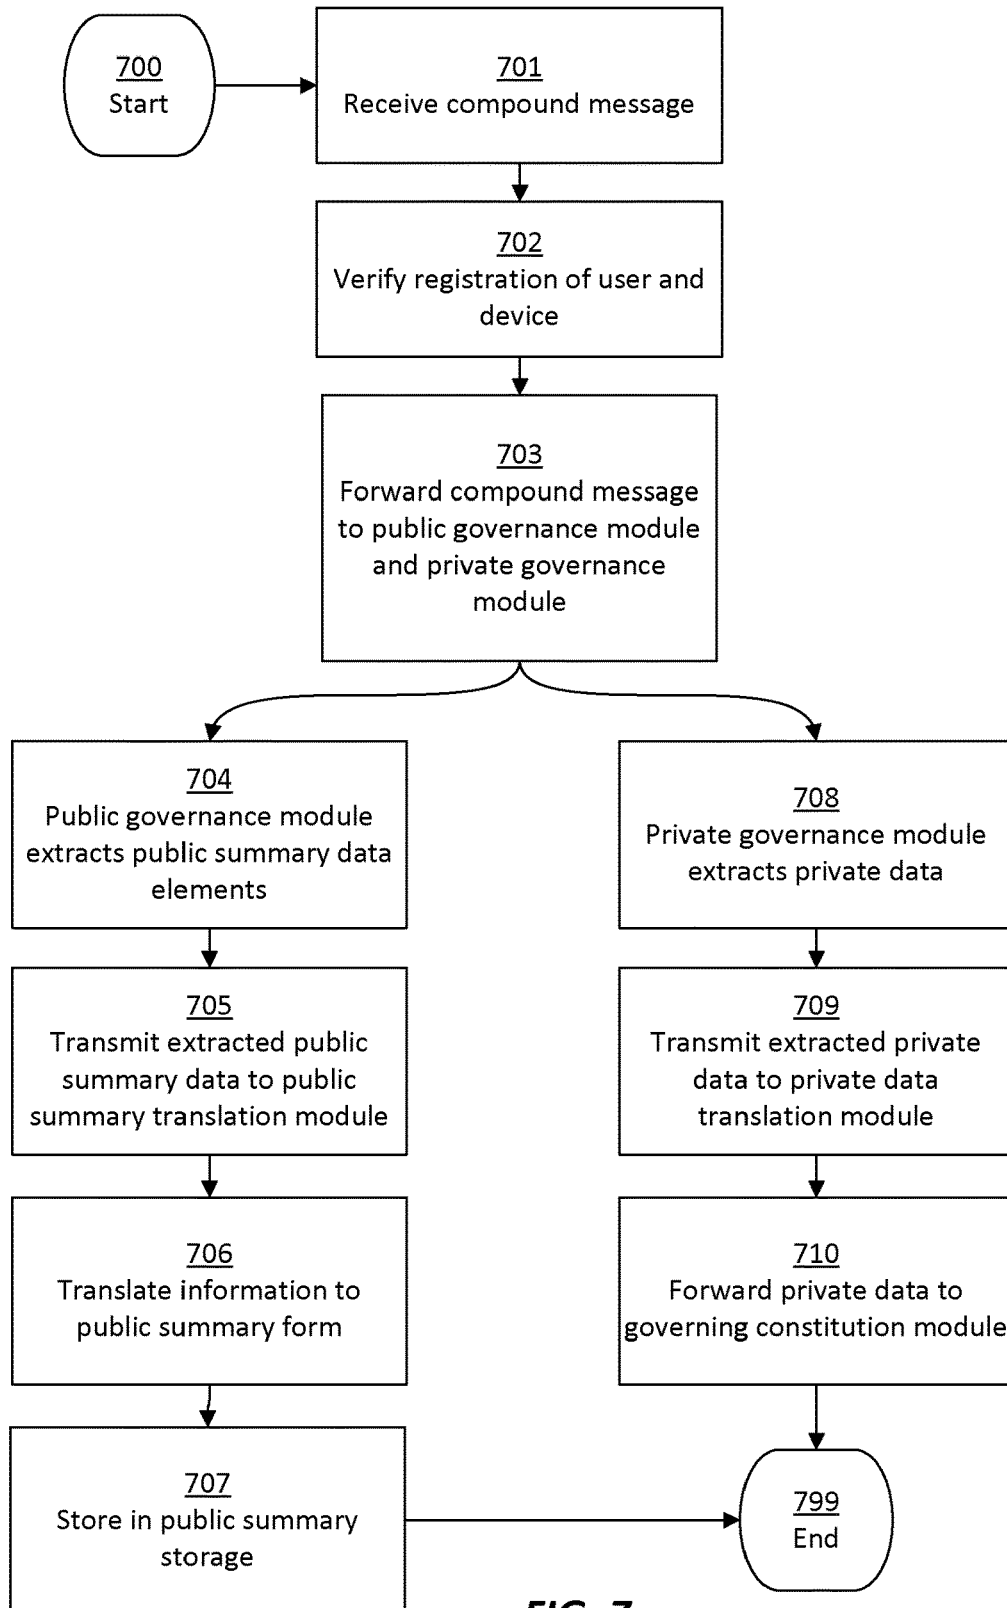 700
Start
701
Receive compound message
702
Verify registration of user and
device
703
Forward compound message
to public governance module
and private governance
module
704
Public governance module
extracts public summary data
elements
705
Transmit extracted public
summary data to public
summary translation module
706
Translate information to
public summary form
707
Store in public summary
storage
708
Private governance module
extracts private data
709
Transmit extracted private
data to private data
translation module
710
Forward private data to
governing constitution module
799
End
FIG. 7